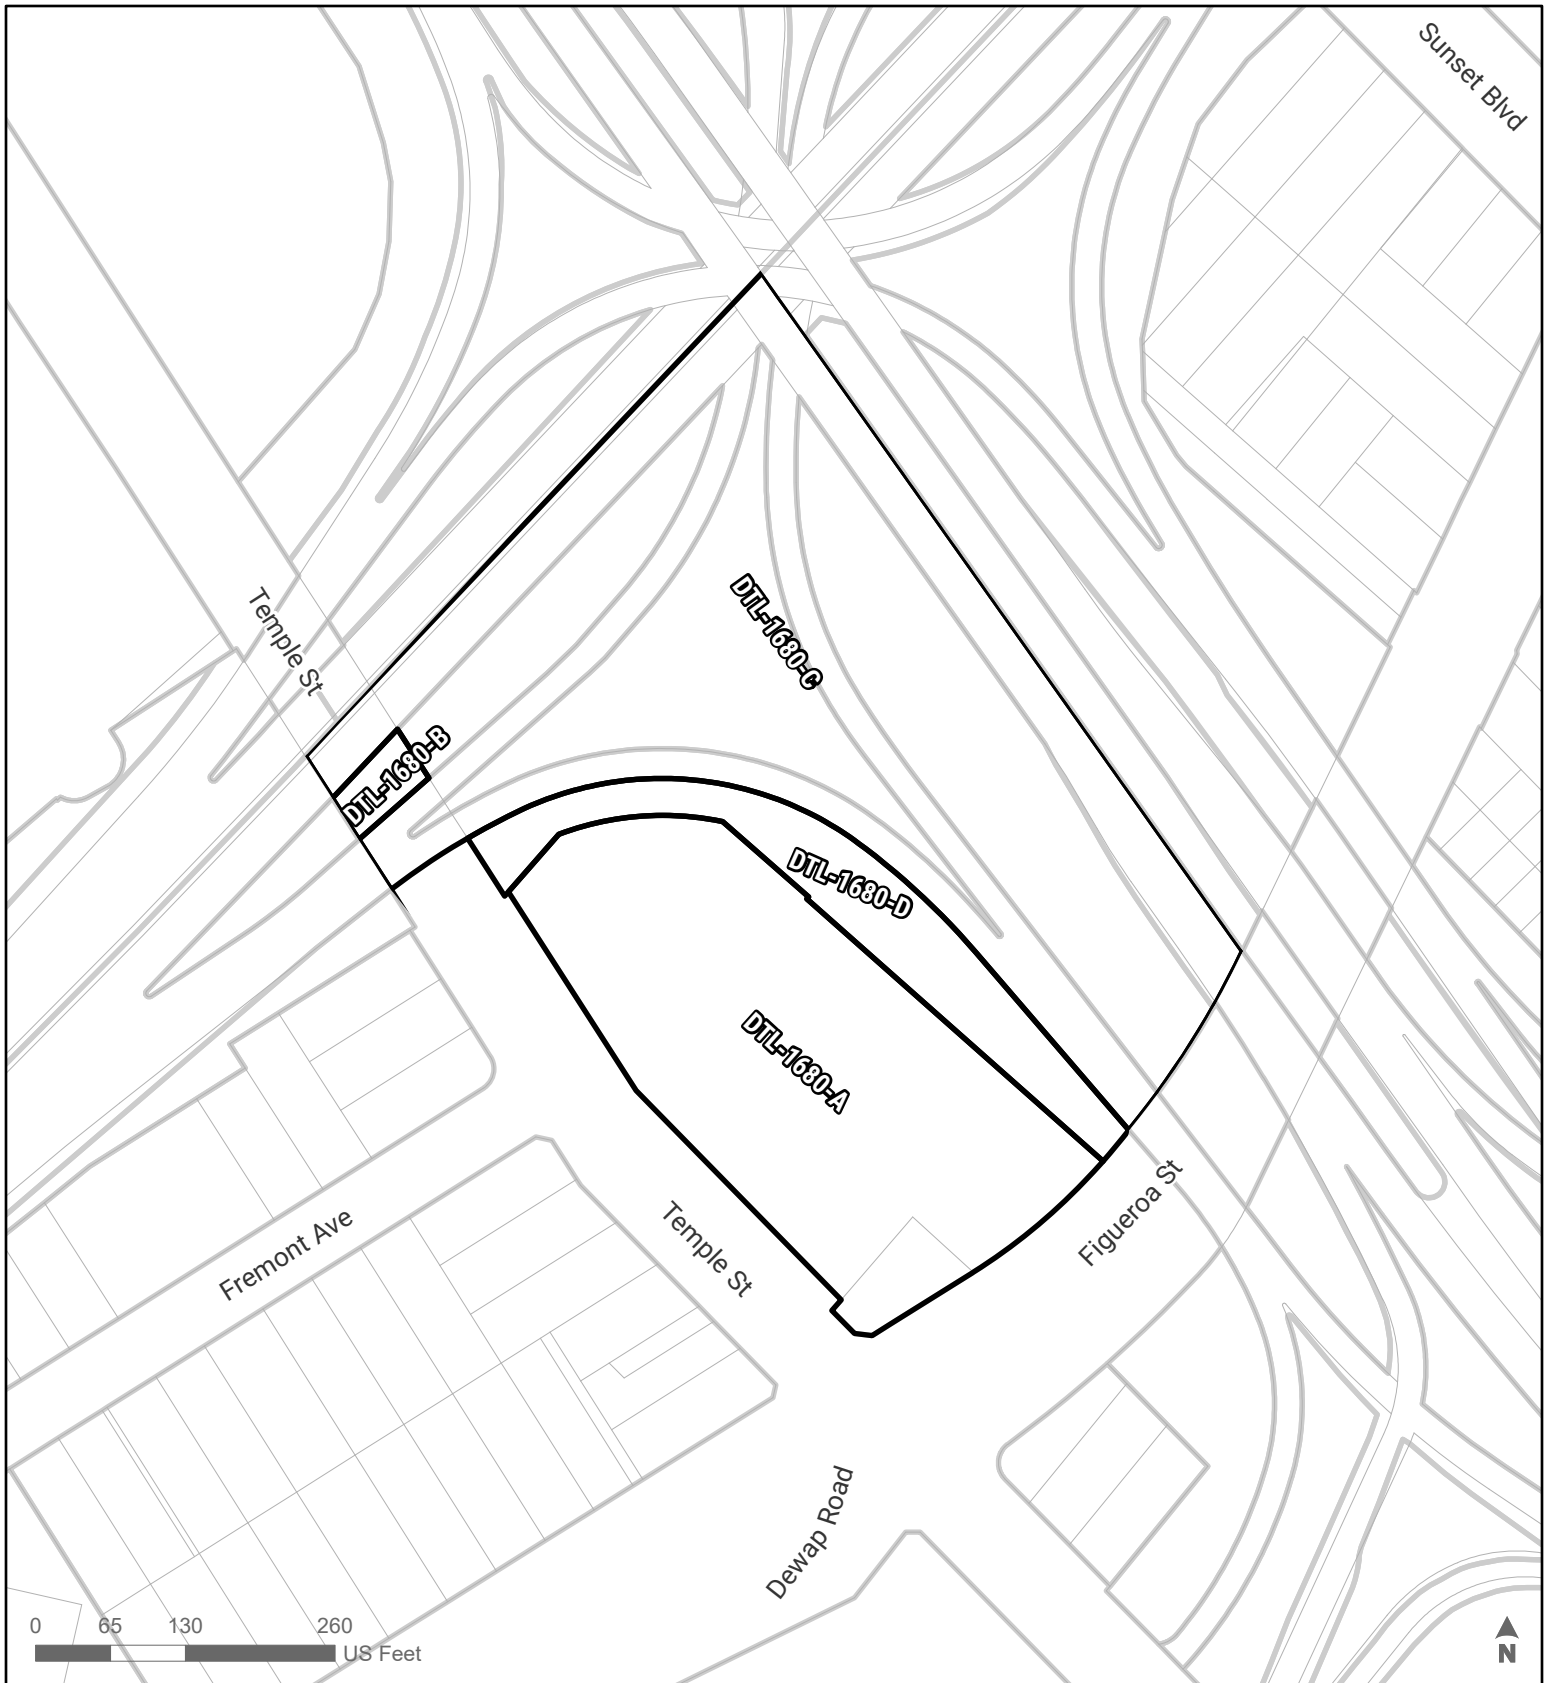 Sunset Blvd
Temple St
DTL-1680-C
DTL-1680-B
DTL-1680-D
DTL-1680-A
Figueroa St
Temple St
Fremont Ave
Dewap Road
0 65 130 260
US Feet
N